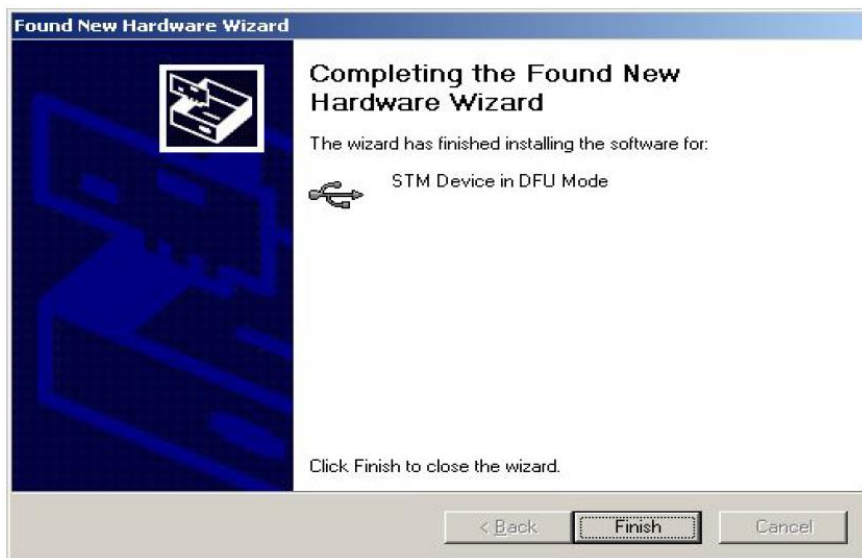 Found New Hardware Wizard
Completing the Found New
Hardware Wizard
The wizard has finished installing the software for:
STM Device in DFU Mode
Click Finish to close the wizard.
< Back
Finish
Cancel